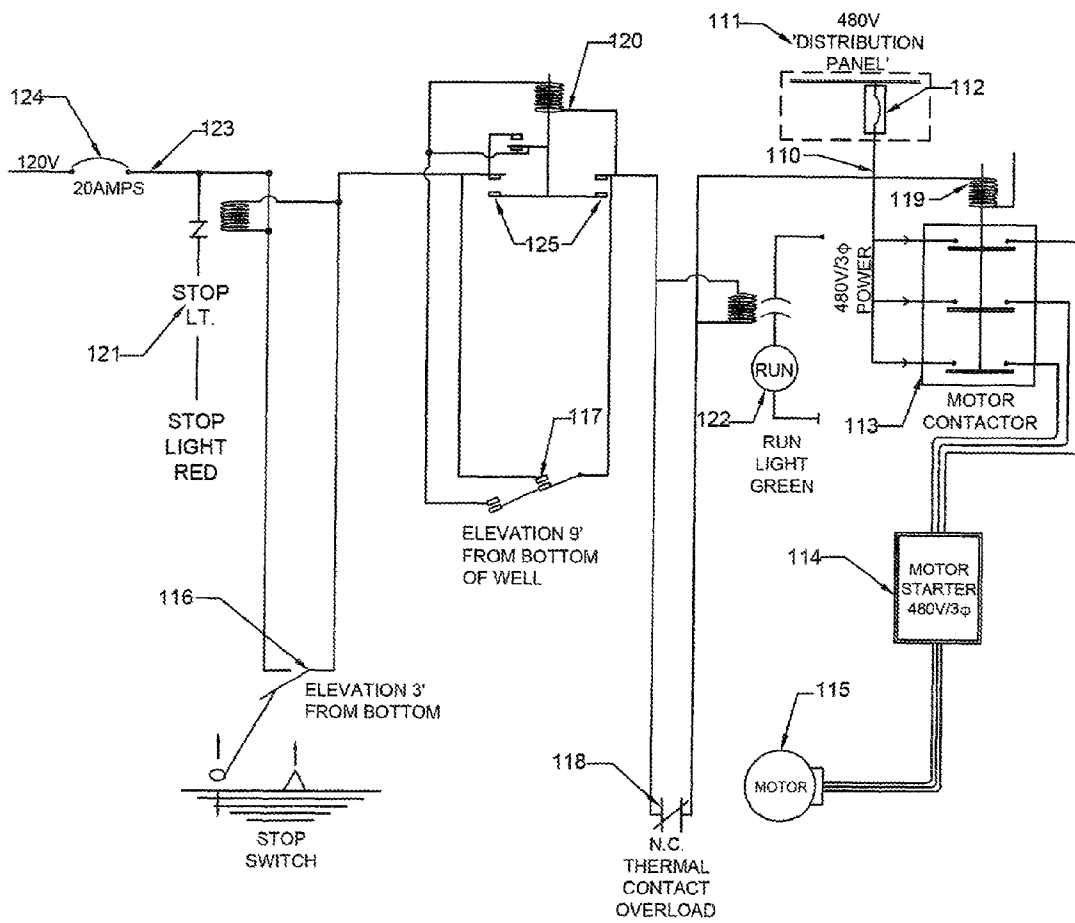 111
480V
'DISTRIBUTION
PANEL'
120
112
124
123
120V
20AMPS
110
119
125
STOP
LT.
121
480V/3ϕ
POWER
RUN
122
STOP
LIGHT
RED
117
RUN
LIGHT
GREEN
113
MOTOR
CONTACTOR
ELEVATION 9'
FROM BOTTOM
OF WELL
114
MOTOR
STARTER
480V/3ϕ
116
ELEVATION 3'
FROM BOTTOM
115
MOTOR
118
STOP
SWITCH
N.C.
THERMAL
CONTACT
OVERLOAD